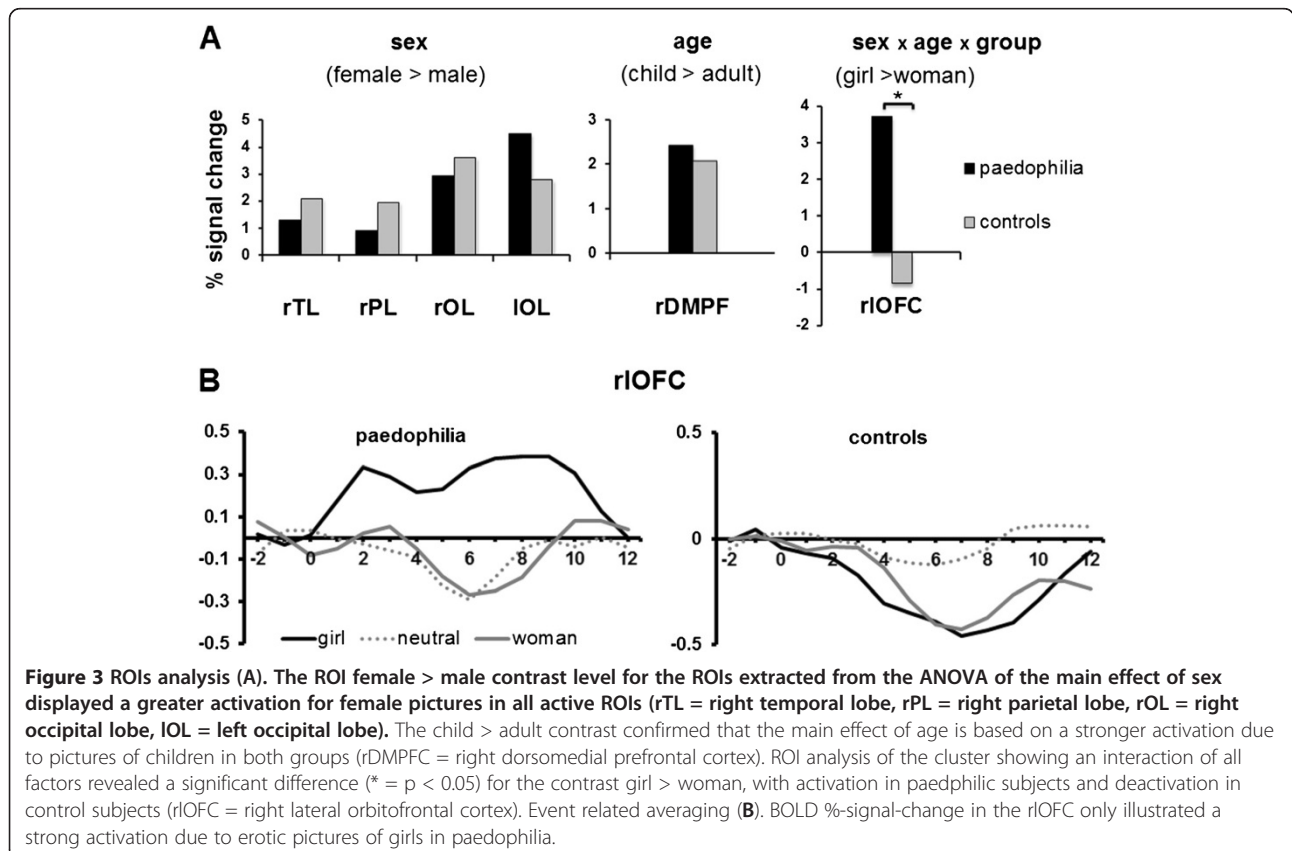 A
sex
(female > male)
age
(child > adult)
sex x age x group
(girl >woman)
*
% signal change
5
4
3
2
1
0
rTL rPL rOL lOL
3
2
1
0
rDMPF
4
3
2
1
0
-1
-2
rlOFC
paedophilia
controls
B
rlOFC
paedophilia
0.5
0.3
0.1
-0.1
-0.3
-0.5
-2 0 2 4 6 8 10 12
girl neutral woman
controls
0.5
0
-0.5
-2 0 2 4 6 8 10 12
Figure 3 ROIs analysis (A). The ROI female > male contrast level for the ROIs extracted from the ANOVA of the main effect of sex
displayed a greater activation for female pictures in all active ROIs (rTL = right temporal lobe, rPL = right parietal lobe, rOL = right
occipital lobe, lOL = left occipital lobe). The child > adult contrast confirmed that the main effect of age is based on a stronger activation due
to pictures of children in both groups (rDMPFC = right dorsomedial prefrontal cortex). ROI analysis of the cluster showing an interaction of all
factors revealed a significant difference (* = p < 0.05) for the contrast girl > woman, with activation in paedphilic subjects and deactivation in
control subjects (rlOFC = right lateral orbitofrontal cortex). Event related averaging (B). BOLD %-signal-change in the rlOFC only illustrated a
strong activation due to erotic pictures of girls in paedophilia.